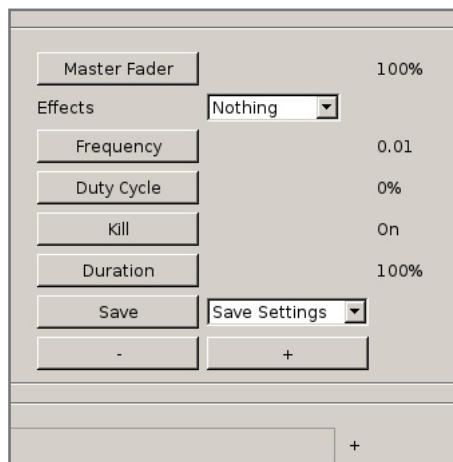 Master Fader 100%
Effects Nothing
Frequency 0.01
Duty Cycle 0%
Kill On
Duration 100%
Save Save Settings
- +
+